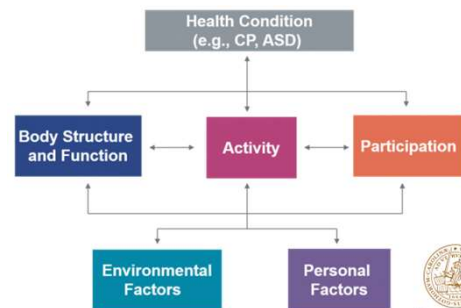 Health Condition
(e.g., CP, ASD)
Body Structure
and Function
Activity
Participation
Environmental
Factors
Personal
Factors